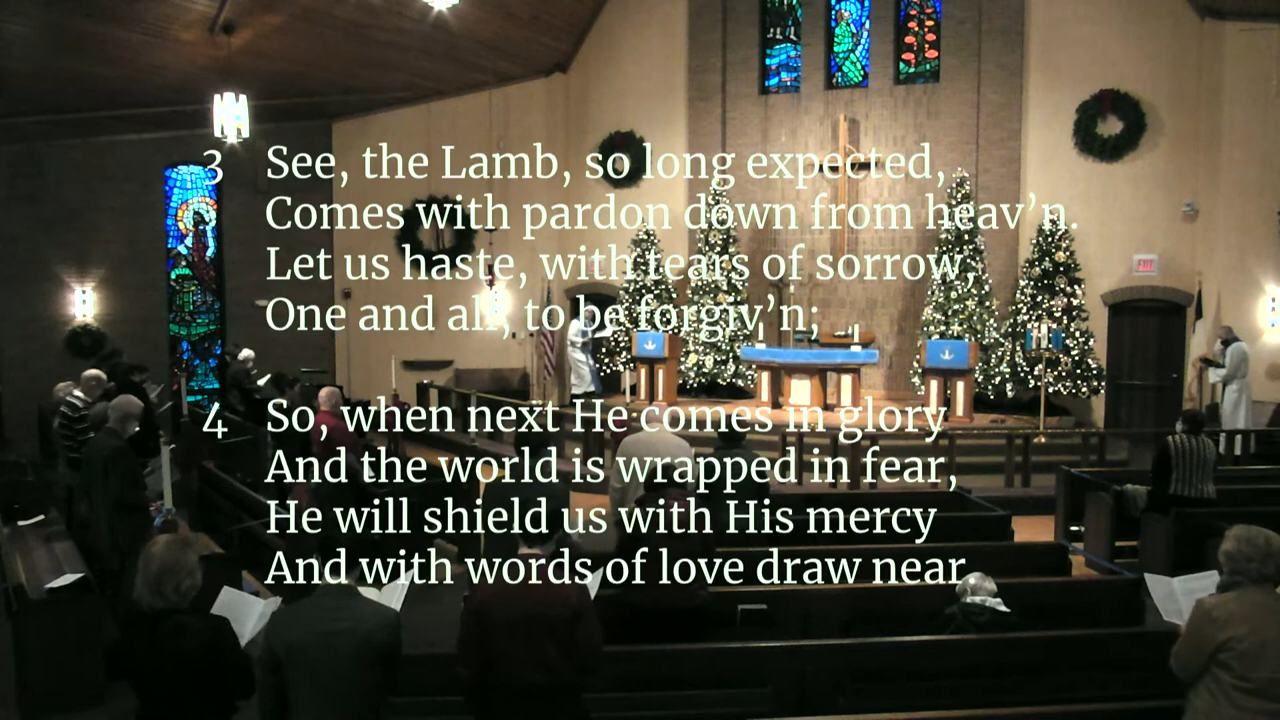 3 See, the Lamb, so long expected,
Comes with pardon down from heav’n.
Let us haste, with tears of sorrow,
One and all, to be forgiv’n;
4 So, when next He comes in glory
And the world is wrapped in fear,
He will shield us with His mercy
And with words of love draw near.
EXIT